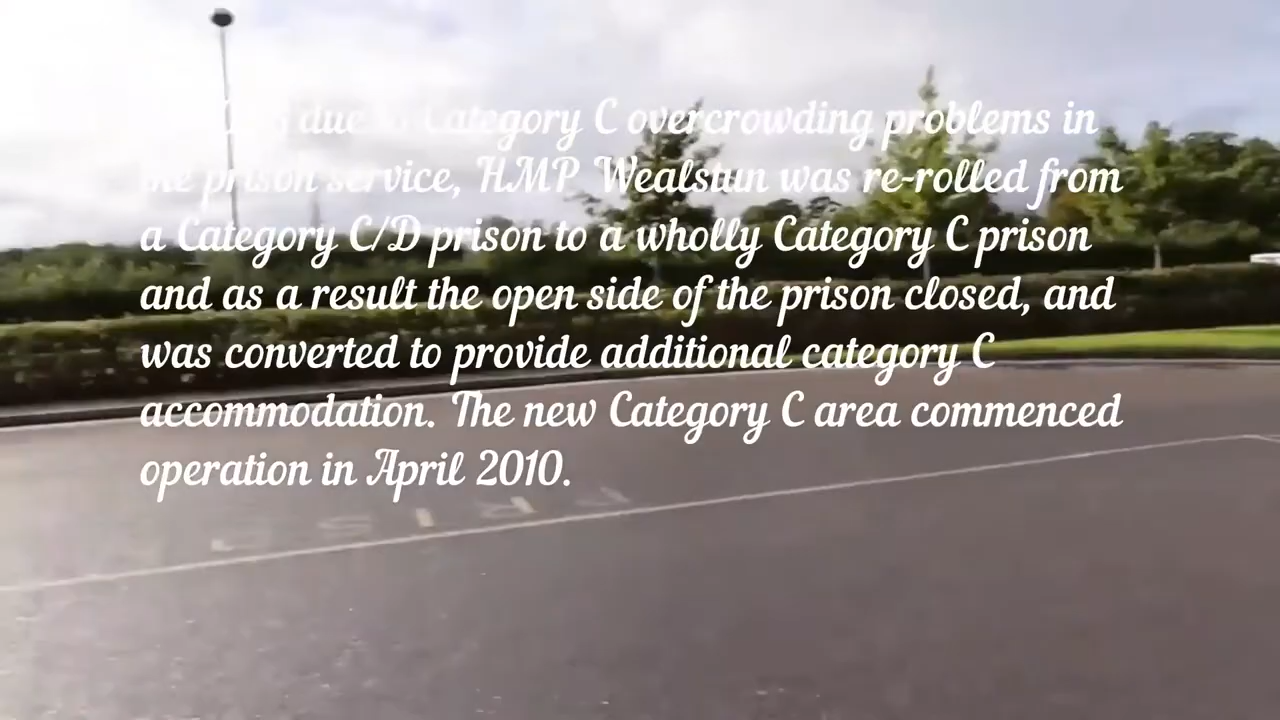 due to Category C overcrowding problems in
the prison service, HMP Wealstun was re-rolled from
a Category C/D prison to a wholly Category C prison
and as a result the open side of the prison closed, and
was converted to provide additional category C
accommodation. The new Category C area commenced
operation in April 2010.